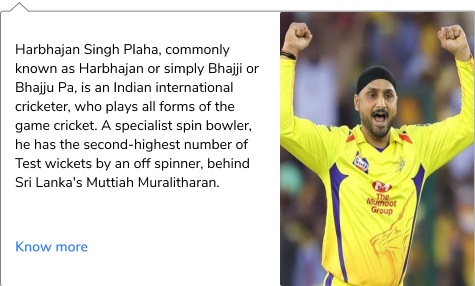 Harbhajan Singh Plaha, commonly
known as Harbhajan or simply Bhajji or
Bhajju Pa, is an Indian international
cricketer, who plays all forms of the
game cricket. A specialist spin bowler,
he has the second-highest number of
Test wickets by an off spinner, behind
Sri Lanka's Muttiah Muralitharan.
Know more
The
Muthoot
Group